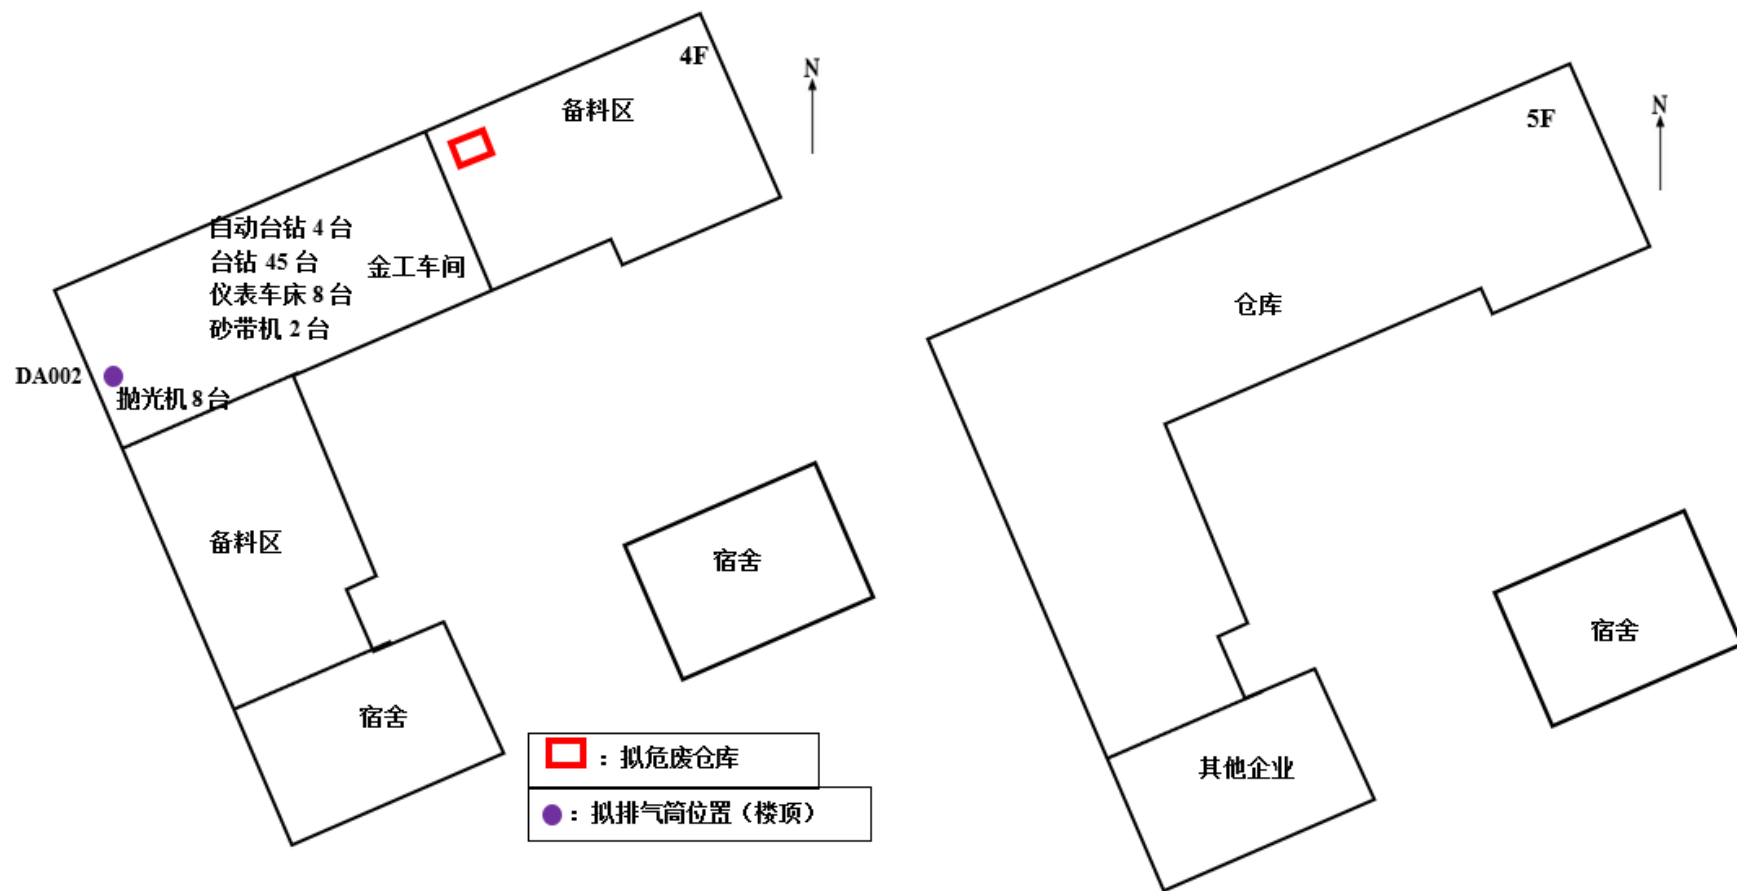 4F
N
备料区
自动台钻 4 台
台钻 45 台
金工车间
仪表车床 8 台
砂带机 2 台
DA002
抛光机 8 台
备料区
宿舍
宿舍
：拟危废仓库
：拟排气筒位置（楼顶）
5F
N
仓库
宿舍
其他企业